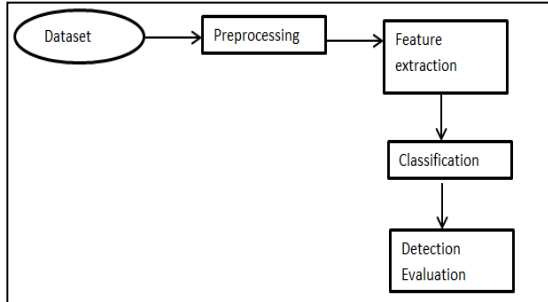 Dataset
Preprocessing
Feature
extraction
Classification
Detection
Evaluation